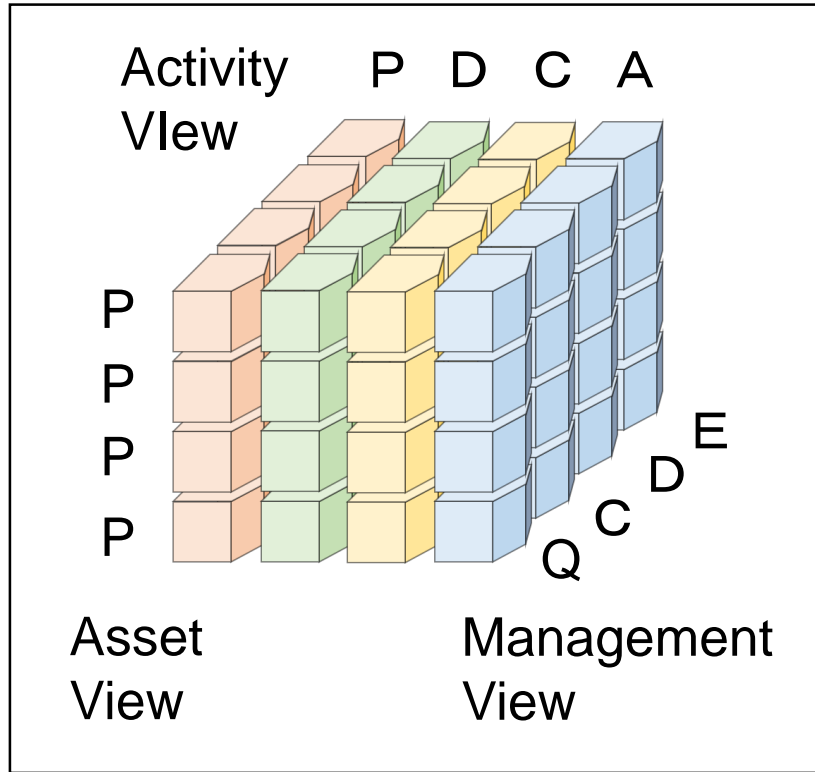 Activity P D C A
VIew
P
P
P
P
E
D
C
Q
Asset Management
View View